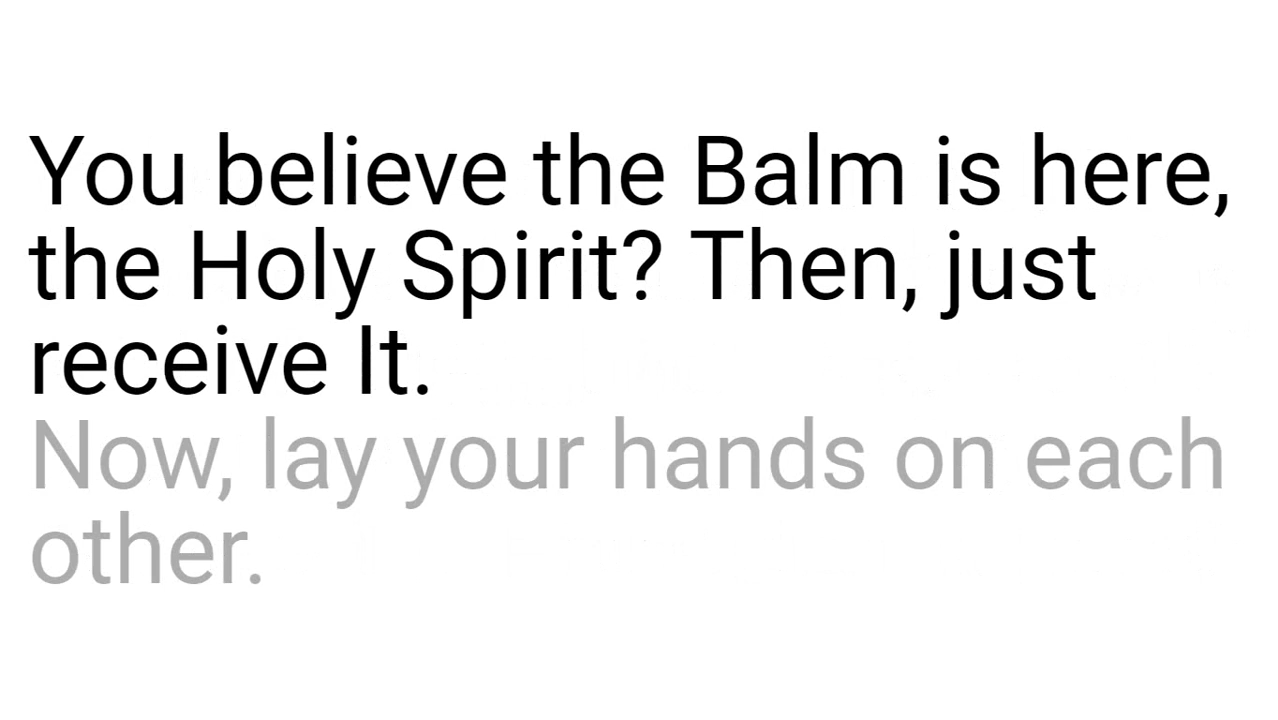 You believe the Balm is here,
the Holy Spirit? Then, just
receive It.
Now, lay your hands on each
other.